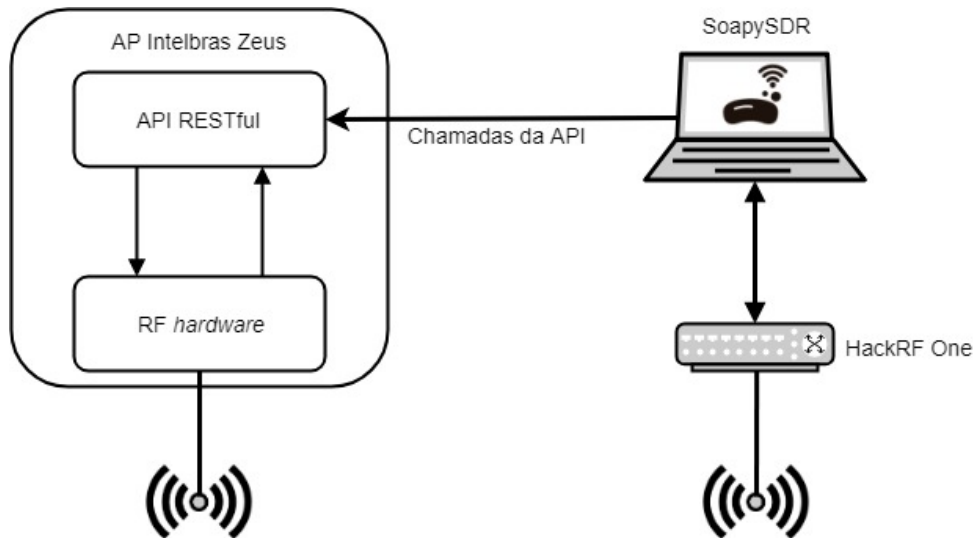 AP Intelbras Zeus
SoapySDR
API RESTful
Chamadas da API
RF hardware
HackRF One